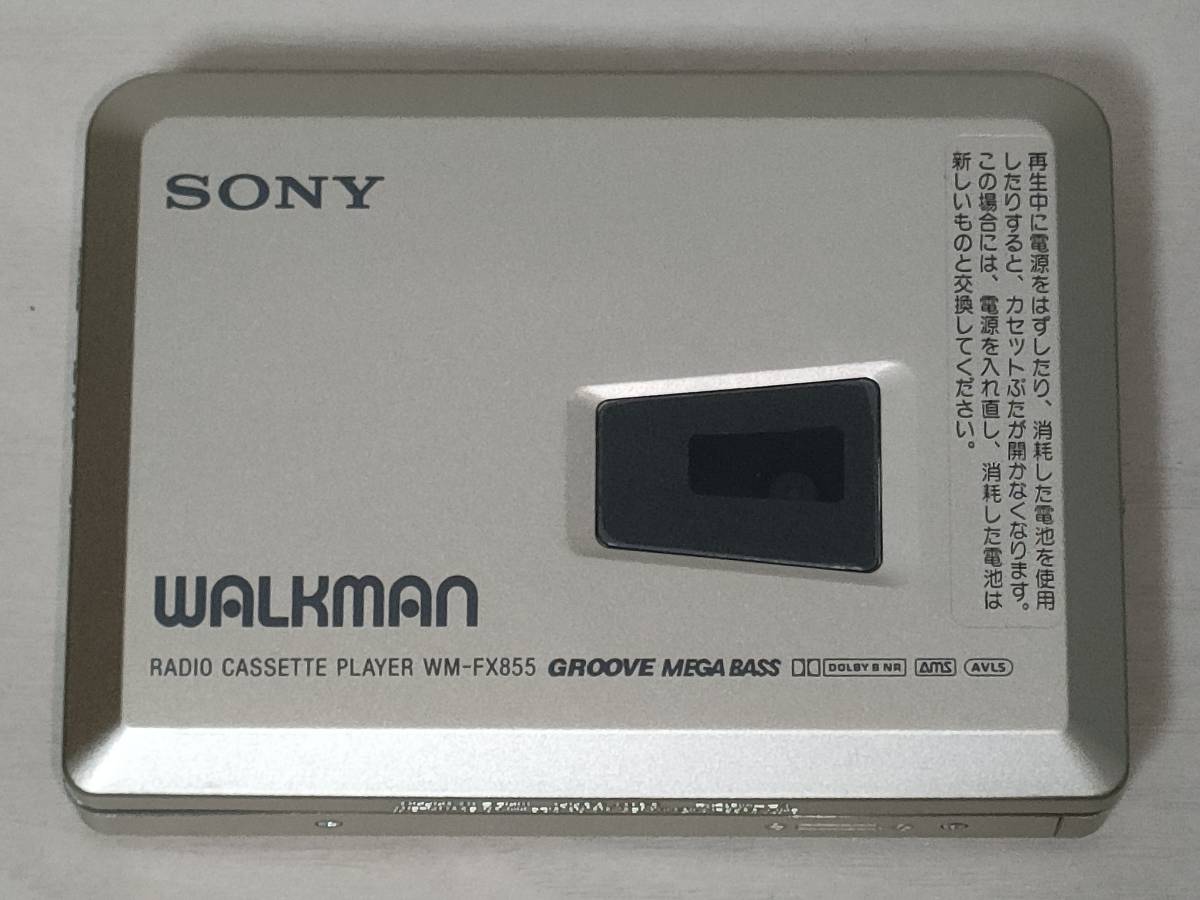 SONY
再生中に電源をはずしたり、消耗した電池を使用
したりすると、カセットぶたが開かなくなります。
この場合には、電源を入れ直し、消耗した電池は
新しいものと交換してください。
WALKMAN
RADIO CASSETTE PLAYER WM-FX855 GROOVE MEGA BASS DOLBY B NR AMS AVLS